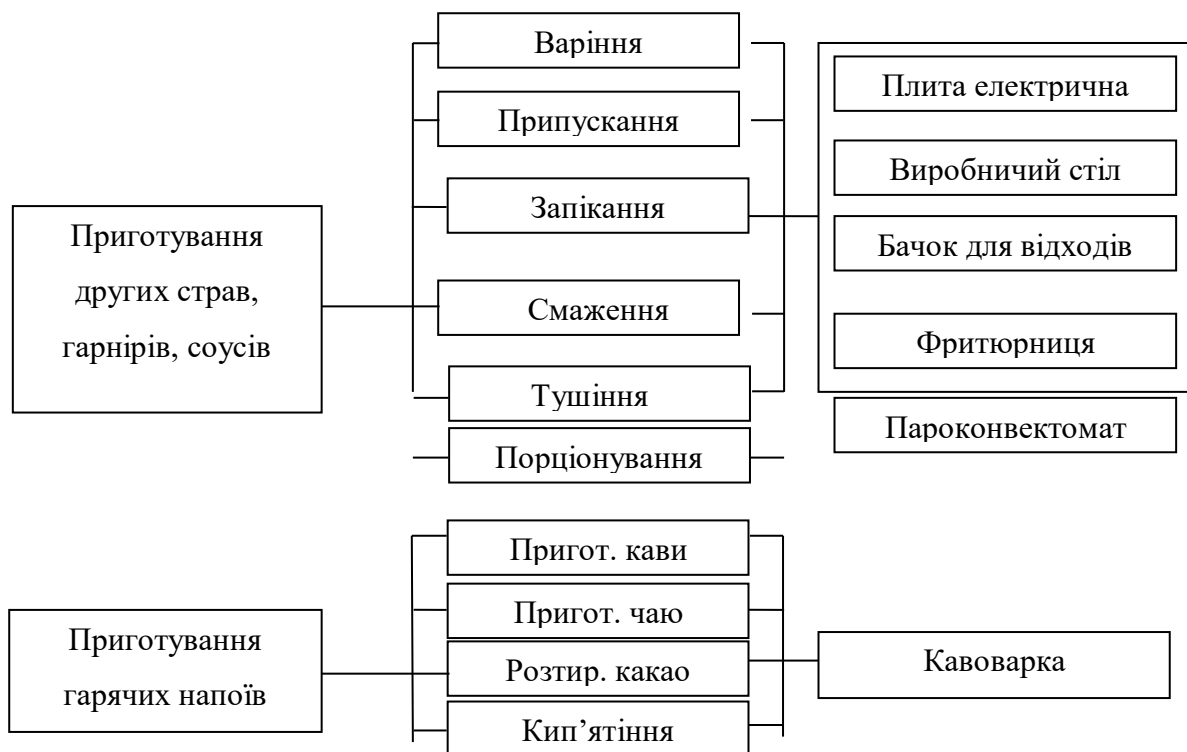 Приготування
других страв,
гарнірів, соусів
Варіння
Припускання
Запікання
Смаження
Тушіння
Порціонування
Плита електрична
Виробничий стіл
Бачок для відходів
Фритюрниця
Пароконвектомат
Приготування
гарячих напоїв
Пригот. кави
Пригот. чаю
Розтир. какао
Кип’ятіння
Кавоварка